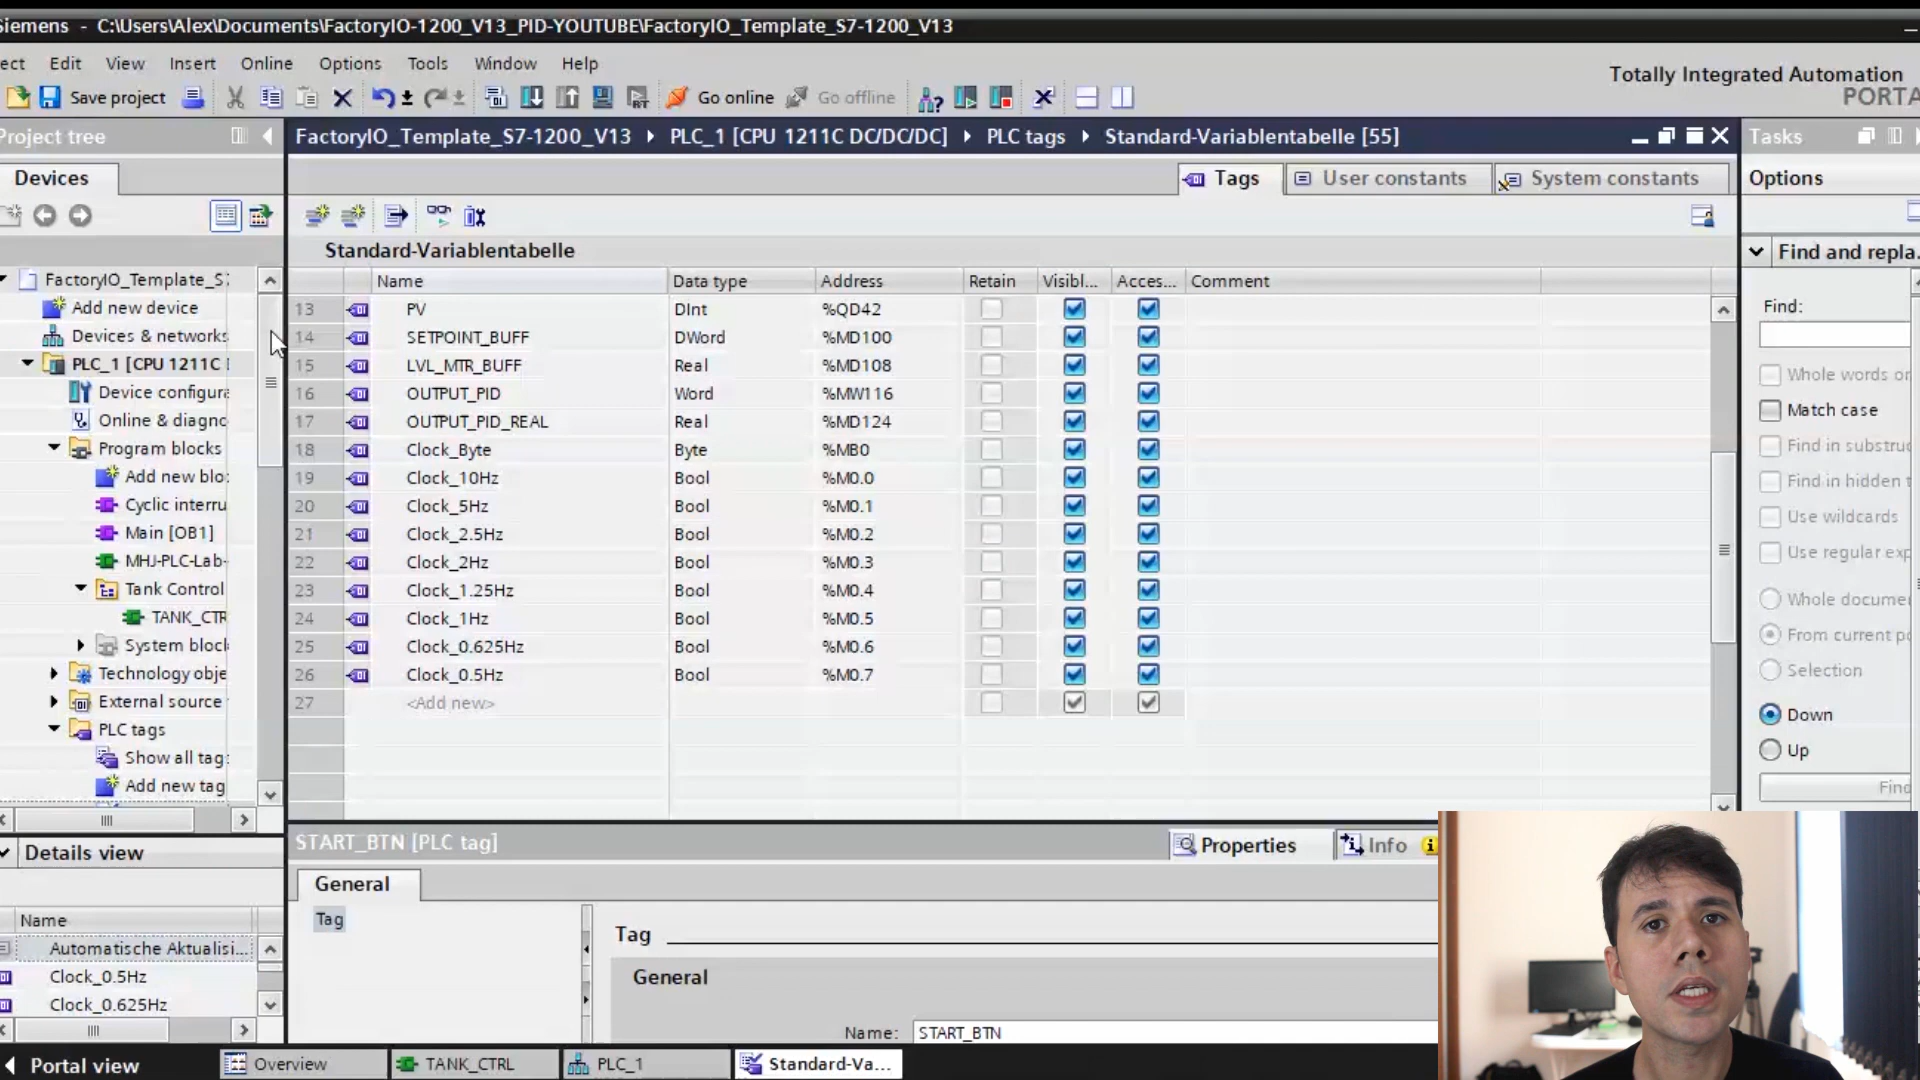 Siemens - C:\Users\Alex\Documents\FactoryIO-1200_V13_PID-YOUTUBE\FactoryIO_Template_S7-1200_V13
ect Edit View Insert Online Options Tools Window Help
Totally Integrated Automation
PORTA
Save project Go online Go offline
Project tree
FactoryIO_Template_S7-1200_V13 PLC_1 [CPU 1211C DC/DC/DC] PLC tags Standard-Variablentabelle [55]
Tasks
Devices
Tags User constants System constants
Options
Standard-Variablentabelle
Name Data type Address Retain Visibl... Acces... Comment
13 PV DInt %QD42
14 SETPOINT_BUFF DWord %MD100
15 LVL_MTR_BUFF Real %MD108
16 OUTPUT_PID Word %MW116
17 OUTPUT_PID_REAL Real %MD124
18 Clock_Byte Byte %MB0
19 Clock_10Hz Bool %M0.0
20 Clock_5Hz Bool %M0.1
21 Clock_2.5Hz Bool %M0.2
22 Clock_2Hz Bool %M0.3
23 Clock_1.25Hz Bool %M0.4
24 Clock_1Hz Bool %M0.5
25 Clock_0.625Hz Bool %M0.6
26 Clock_0.5Hz Bool %M0.7
27 <Add new>
FactoryIO_Template_S7
Add new device
Devices & networks
PLC_1 [CPU 1211C
Device configura
Online & diagno
Program blocks
Add new blo
Cyclic interru
Main [OB1]
MHJ-PLC-Lab-
Tank Control
TANK_CTR
System block
Technology obje
External source
PLC tags
Show all tag
Add new tag
Find and repla.
Find:
Whole words or
Match case
Find in substruc
Find in hidden t
Use wildcards
Use regular exp
Whole documen
From current po
Selection
Down
Up
Find
Details view
Name
Automatische Aktualisi...
Clock_0.5Hz
Clock_0.625Hz
START_BTN [PLC tag]
Properties Info
General
Tag
Tag
General
Name: START_BTN
Portal view Overview TANK_CTRL PLC_1 Standard-Va...